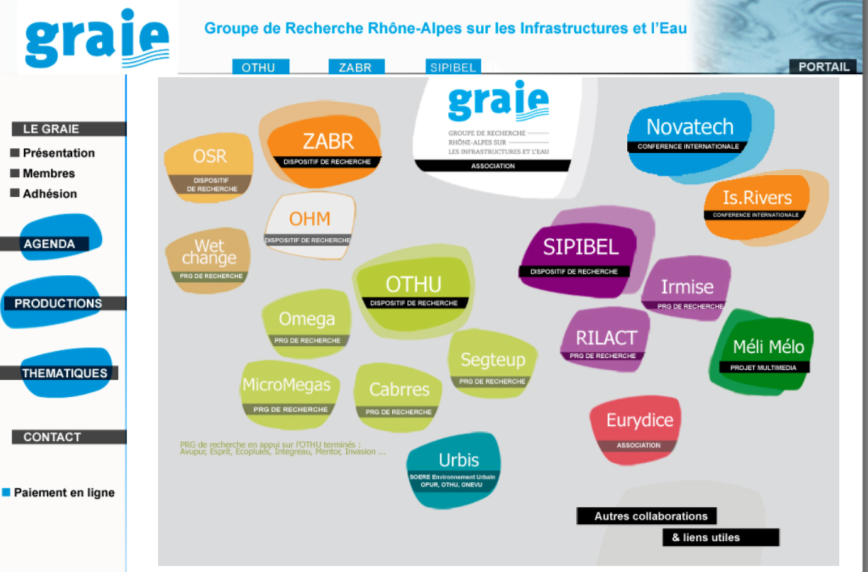 graie
Groupe de Recherche Rhône-Alpes sur les Infrastructures et l'Eau
OTHU
ZABR
SIPIBEL
PORTAIL
LE GRAIE
Présentation
Membres
Adhésion
AGENDA
PRODUCTIONS
THEMATIQUES
CONTACT
Paiement en ligne
graie
GROUPE DE RECHERCHE
RHÔNE-ALPES SUR
LES INFRASTRUCTURES ET L'EAU
ASSOCIATION
OSR
DISPOSITIF
DE RECHERCHE
ZABR
DISPOSITIF DE RECHERCHE
Novatech
CONFERENCE INTERNATIONALE
Is.Rivers
CONFERENCE INTERNATIONALE
OHM
DISPOSITIF DE RECHERCHE
Wet
change
PRG DE RECHERCHE
SIPIBEL
DISPOSITIF DE RECHERCHE
OTHU
DISPOSITIF DE RECHERCHE
Irmise
PRG DE RECHERCHE
Omega
PRG DE RECHERCHE
RILACT
PRG DE RECHERCHE
Méli Mélo
PROJET MULTIMEDIA
Segteup
PRG DE RECHERCHE
MicroMegas
PRG DE RECHERCHE
Cabrres
PRG DE RECHERCHE
Eurydice
ASSOCIATION
PRG de recherche en appui sur l'OTHU terminés :
Avupur, Esprit, Ecopluies, Integreau, Mentor, Invasion ...
Urbis
SOERE Environnement Urbain
OPUR, OTHU, ONEVU
Autres collaborations
& liens utiles